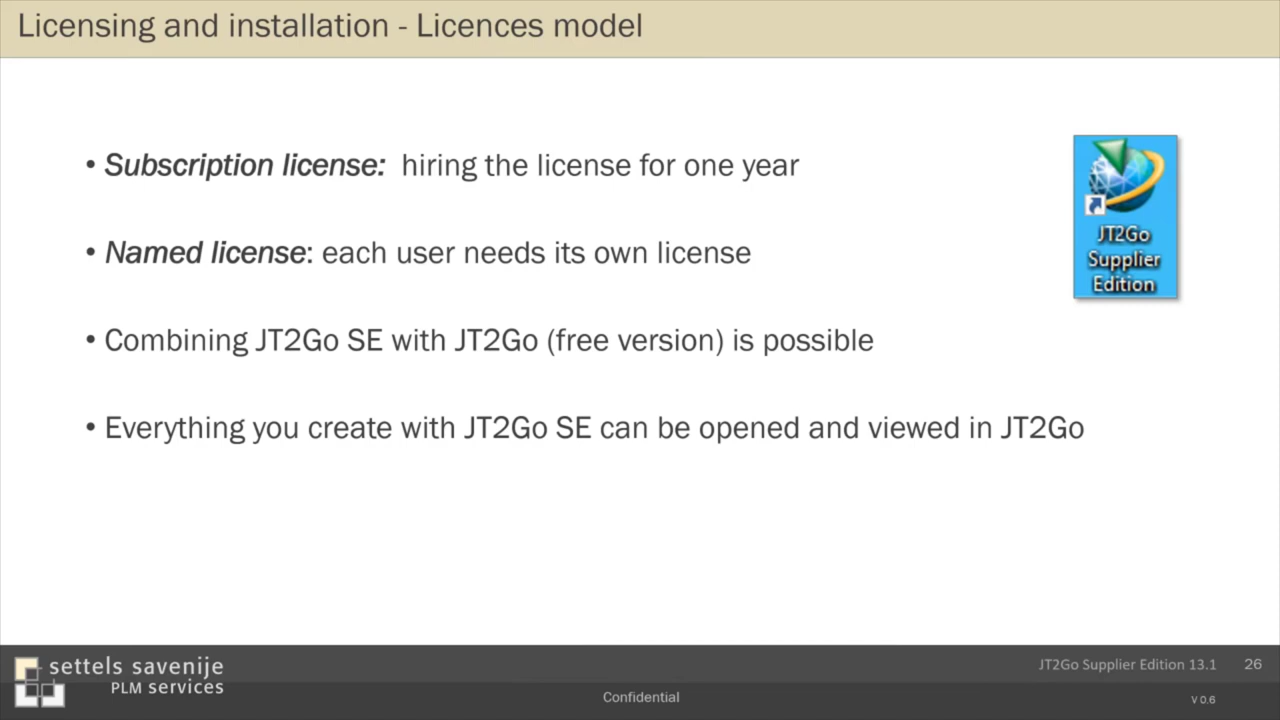 Licensing and installation - Licences model
• Subscription license: hiring the license for one year
• Named license: each user needs its own license
• Combining JT2Go SE with JT2Go (free version) is possible
• Everything you create with JT2Go SE can be opened and viewed in JT2Go
JT2Go
Supplier
Edition
settels savenije
PLM services
Confidential
JT2Go Supplier Edition 13.1
26
V 0.6